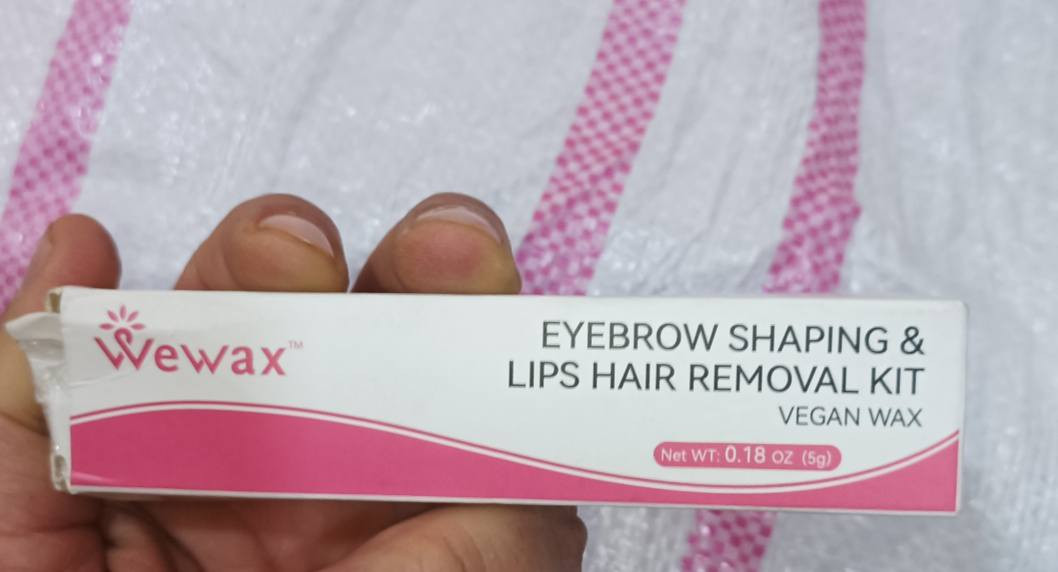 Wewax™
EYEBROW SHAPING &
LIPS HAIR REMOVAL KIT
VEGAN WAX
Net WT: 0.18 OZ (5g)